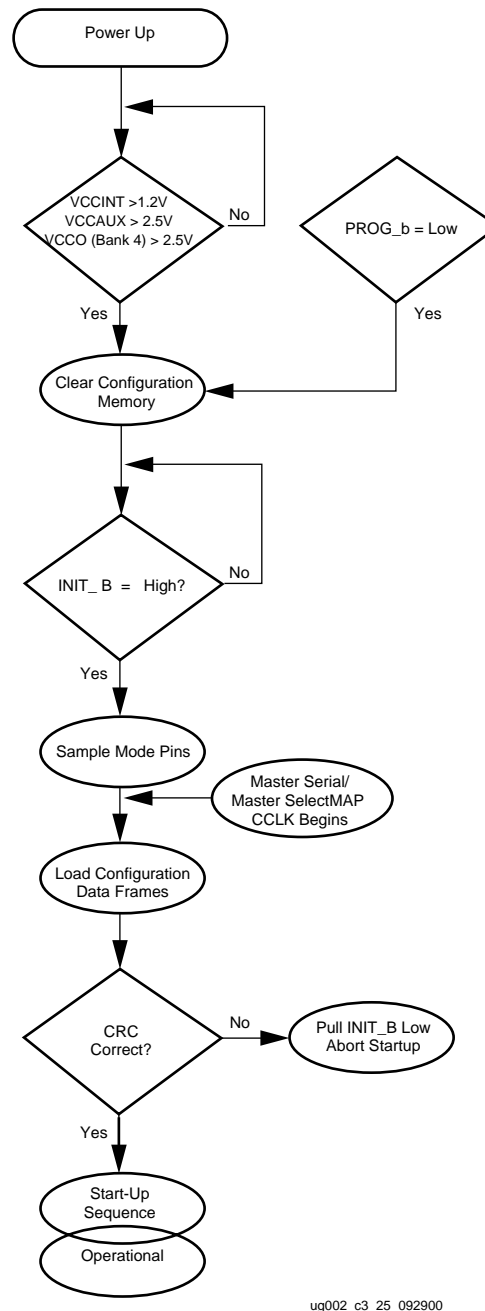 Power Up
VCCINT >1.2V
VCCAUX > 2.5V
VCCO (Bank 4) > 2.5V
No
PROG_b = Low
Yes
Yes
Clear Configuration
Memory
INIT_ B = High?
No
Yes
Sample Mode Pins
Master Serial/
Master SelectMAP
CCLK Begins
Load Configuration
Data Frames
CRC
Correct?
No
Pull INIT_B Low
Abort Startup
Yes
Start-Up
Sequence
Operational
ug002_c3_25_092900